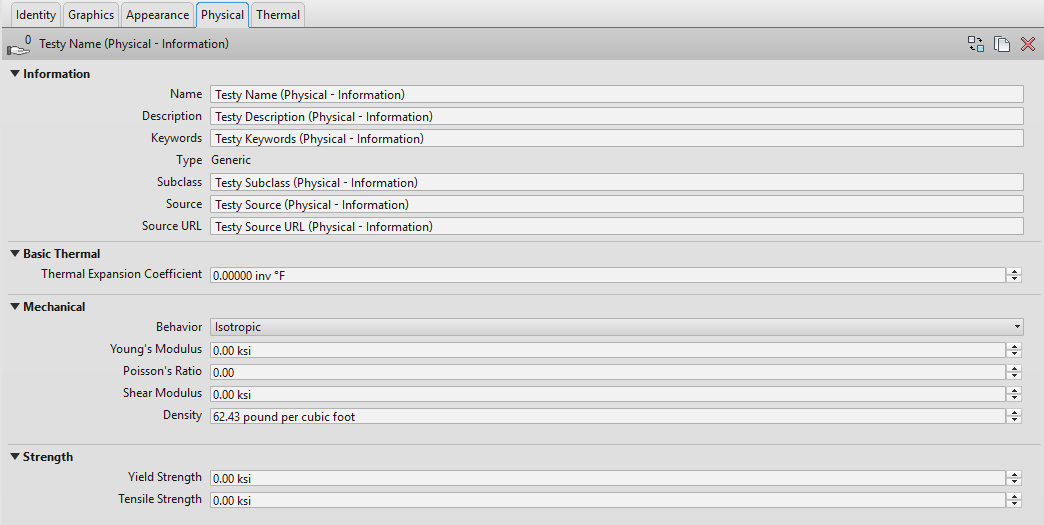 Identity Graphics Appearance Physical Thermal
0 Testy Name (Physical - Information)
Information
Name Testy Name (Physical - Information)
Description Testy Description (Physical - Information)
Keywords Testy Keywords (Physical - Information)
Type Generic
Subclass Testy Subclass (Physical - Information)
Source Testy Source (Physical - Information)
Source URL Testy Source URL (Physical - Information)
Basic Thermal
Thermal Expansion Coefficient 0.00000 inv °F
Mechanical
Behavior Isotropic
Young's Modulus 0.00 ksi
Poisson's Ratio 0.00
Shear Modulus 0.00 ksi
Density 62.43 pound per cubic foot
Strength
Yield Strength 0.00 ksi
Tensile Strength 0.00 ksi